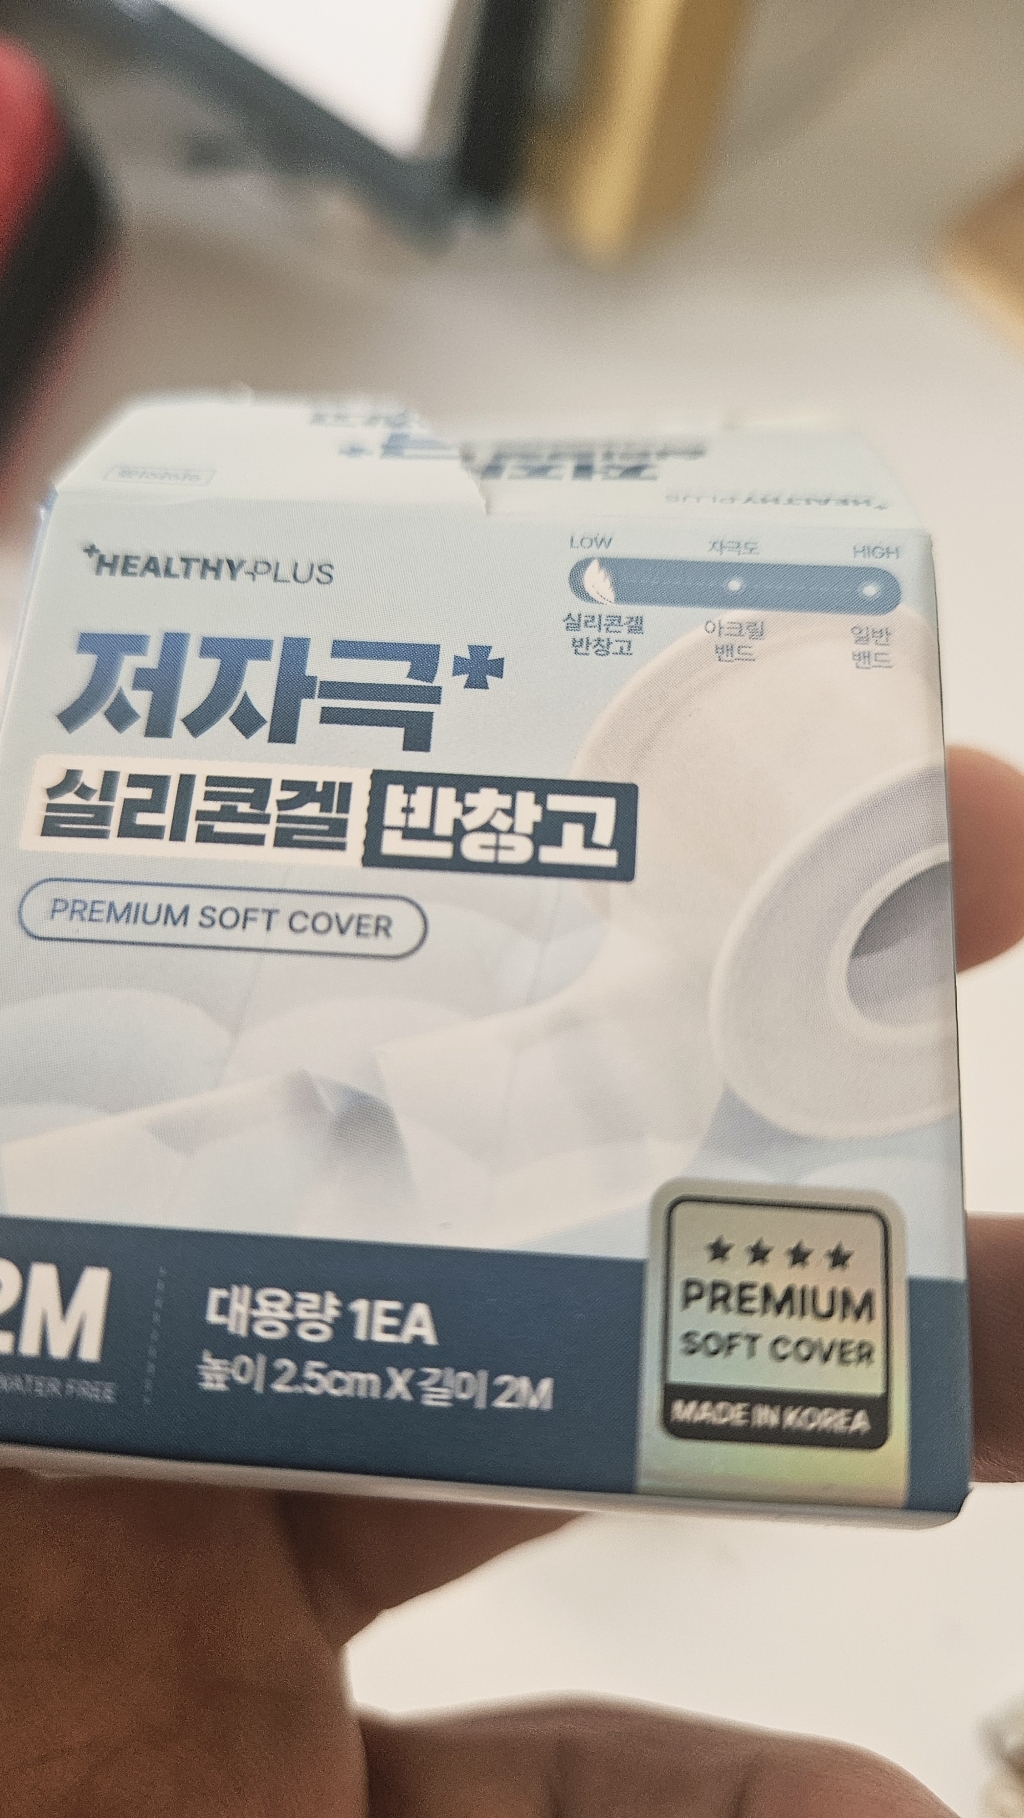 HEALTHY+PLUS
LOW 자극도 HIGH
실리콘겔 반창고
아크릴 밴드
일반 밴드
저자극+
실리콘겔 반창고
PREMIUM SOFT COVER
2M
WATER FREE
대용량 1EA
높이 2.5cm X 길이 2M
★★★★
PREMIUM
SOFT COVER
MADE IN KOREA